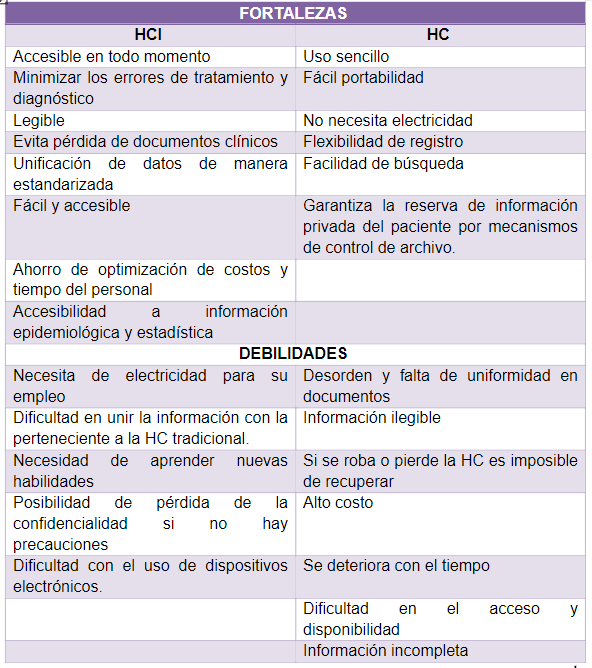 FORTALEZAS
HCI HC
Accesible en todo momento Uso sencillo
Minimizar los errores de tratamiento y Fácil portabilidad
diagnóstico
Legible No necesita electricidad
Evita pérdida de documentos clínicos Flexibilidad de registro
Unificación de datos de manera Facilidad de búsqueda
estandarizada
Fácil y accesible Garantiza la reserva de información
privada del paciente por mecanismos
de control de archivo.
Ahorro de optimización de costos y
tiempo del personal
Accesibilidad a información
epidemiológica y estadística
DEBILIDADES
Necesita de electricidad para su Desorden y falta de uniformidad en
empleo documentos
Dificultad en unir la información con la Información ilegible
perteneciente a la HC tradicional.
Necesidad de aprender nuevas Si se roba o pierde la HC es imposible
habilidades de recuperar
Posibilidad de pérdida de la Alto costo
confidencialidad si no hay
precauciones
Dificultad con el uso de dispositivos Se deteriora con el tiempo
electrónicos.
Dificultad en el acceso y
disponibilidad
Información incompleta